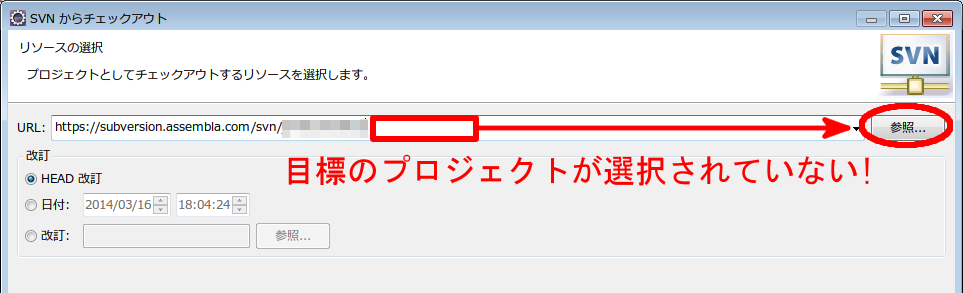 SVN からチェックアウト
リソースの選択
プロジェクトとしてチェックアウトするリソースを選択します。
SVN
URL: https://subversion.assembla.com/svn/ 参照...
目標のプロジェクトが選択されていない!
改訂
HEAD 改訂
日付: 2014/03/16 18:04:24
改訂: 参照...